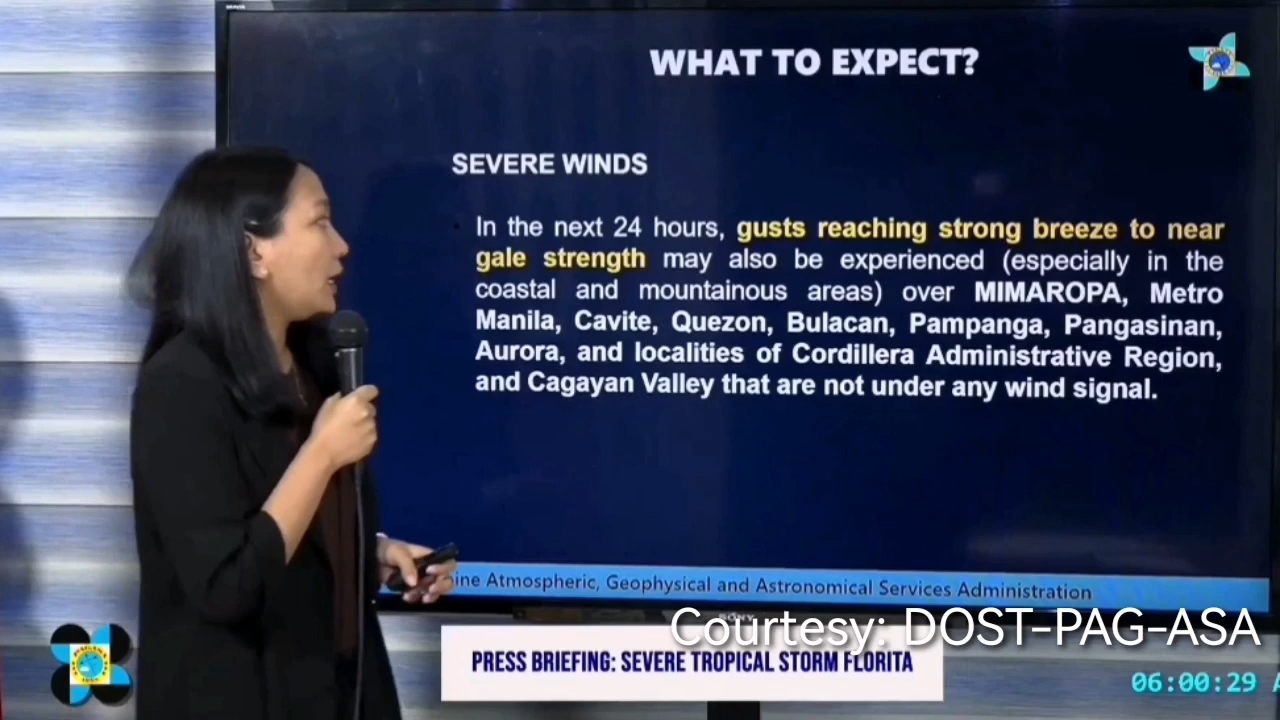 WHAT TO EXPECT?
SEVERE WINDS
In the next 24 hours, gusts reaching strong breeze to near
gale strength may also be experienced (especially in the
coastal and mountainous areas) over MIMAROPA, Metro
Manila, Cavite, Quezon, Bulacan, Pampanga, Pangasinan,
Aurora, and localities of Cordillera Administrative Region,
and Cagayan Valley that are not under any wind signal.
ine Atmospheric, Geophysical and Astronomical Services Administration
SONY
Courtesy: DOST-PAG-ASA
PRESS BRIEFING: SEVERE TROPICAL STORM FLORITA
06:00:29 A